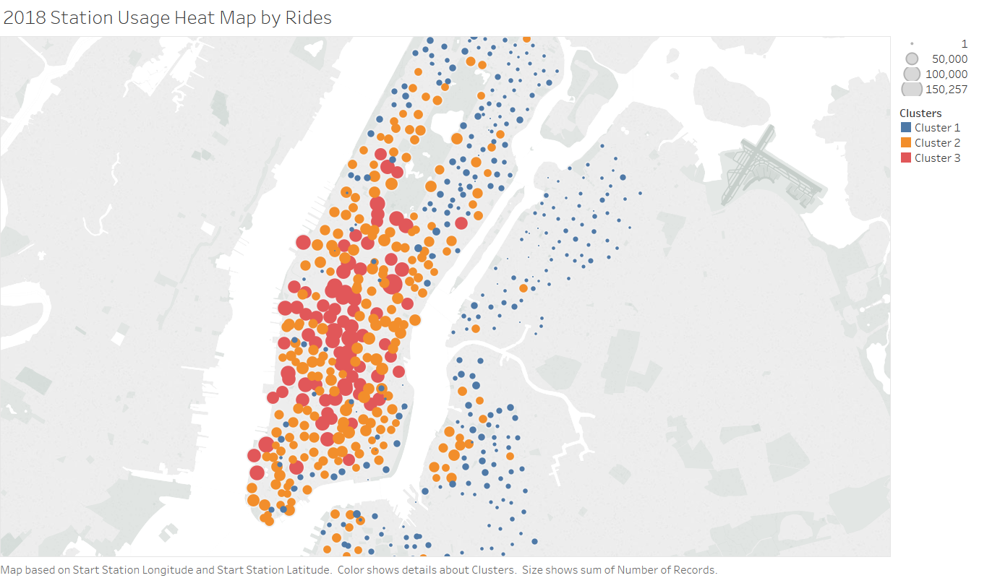 2018 Station Usage Heat Map by Rides
1
50,000
100,000
150,257
Clusters
Cluster 1
Cluster 2
Cluster 3
Map based on Start Station Longitude and Start Station Latitude.  Color shows details about Clusters.  Size shows sum of Number of Records.